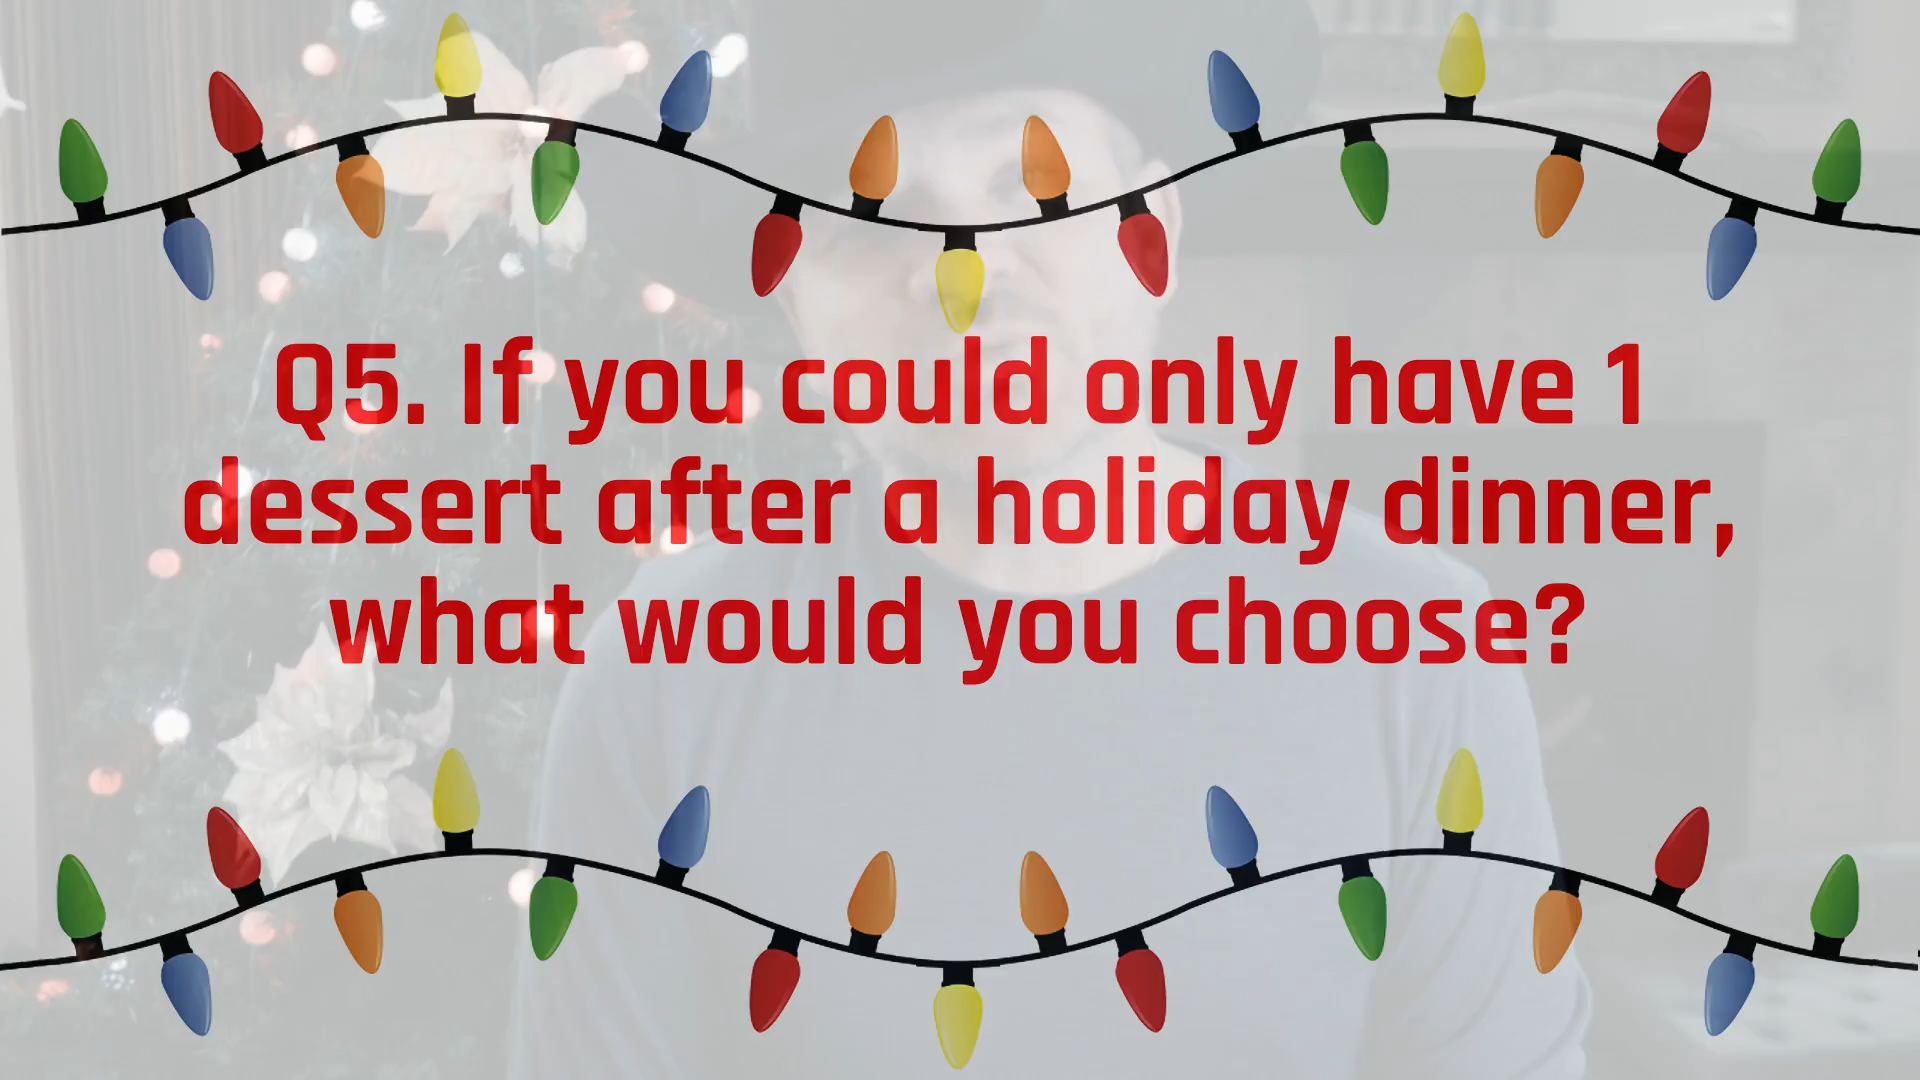 Q5. If you could only have 1
dessert after a holiday dinner,
what would you choose?